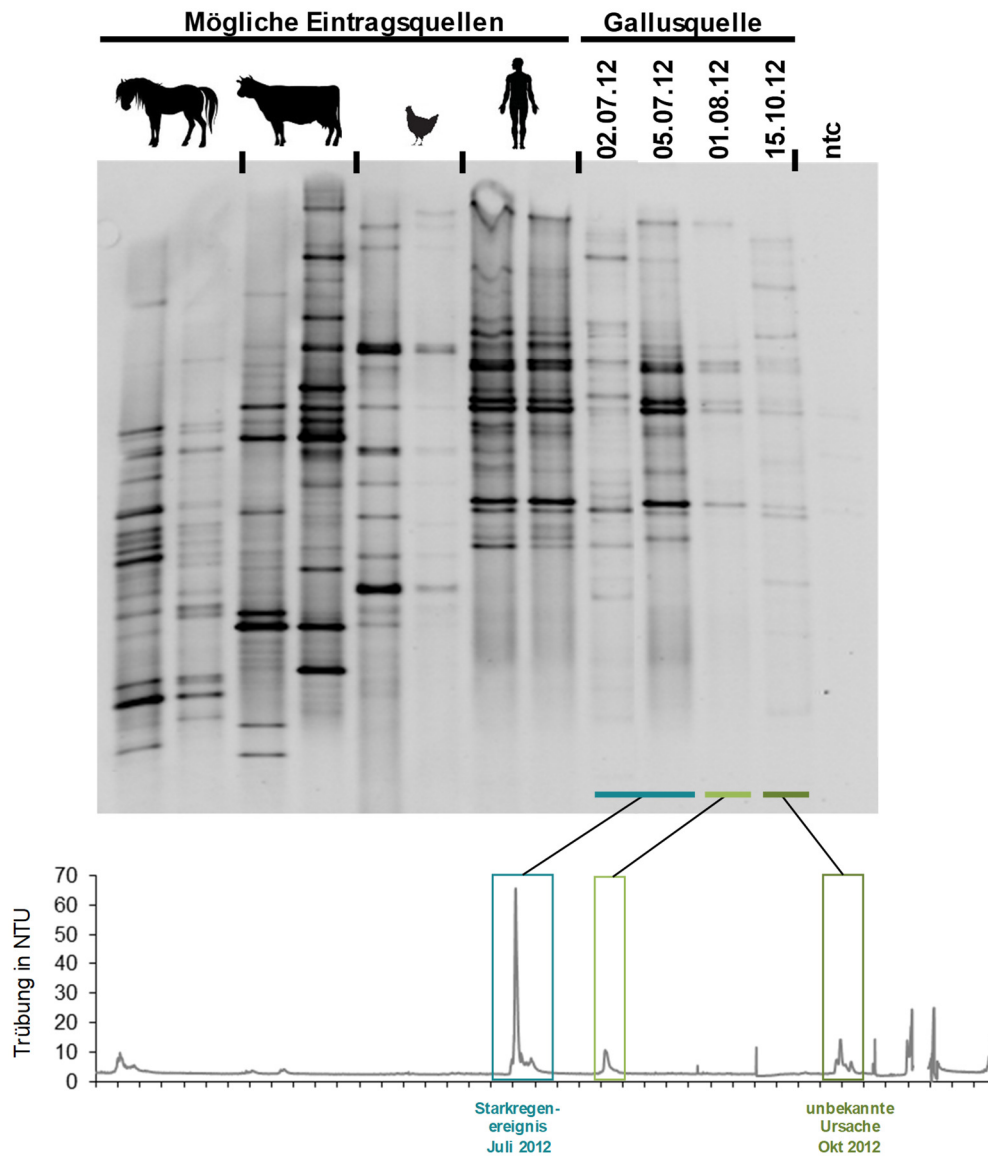 Mögliche Eintragsquellen
Gallusquelle
02.07.12
05.07.12
01.08.12
15.10.12
ntc
Trübung in NTU
70
60
50
40
30
20
10
0
Starkregen-
ereignis
Juli 2012
unbekannte
Ursache
Okt 2012